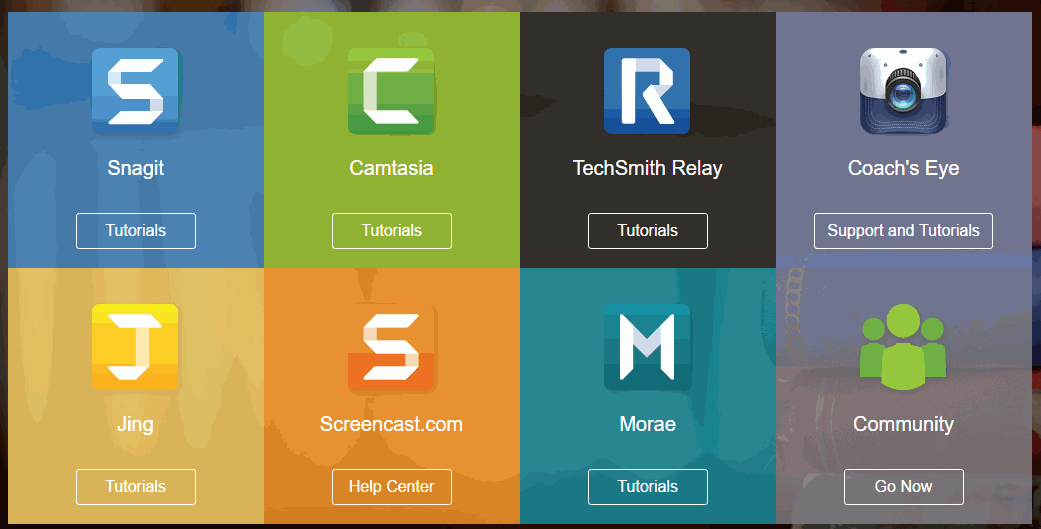 S
C
R
Snagit
Camtasia
TechSmith Relay
Coach's Eye
Tutorials
Tutorials
Tutorials
Support and Tutorials
J
S
M
Jing
Screencast.com
Morae
Community
Tutorials
Help Center
Tutorials
Go Now